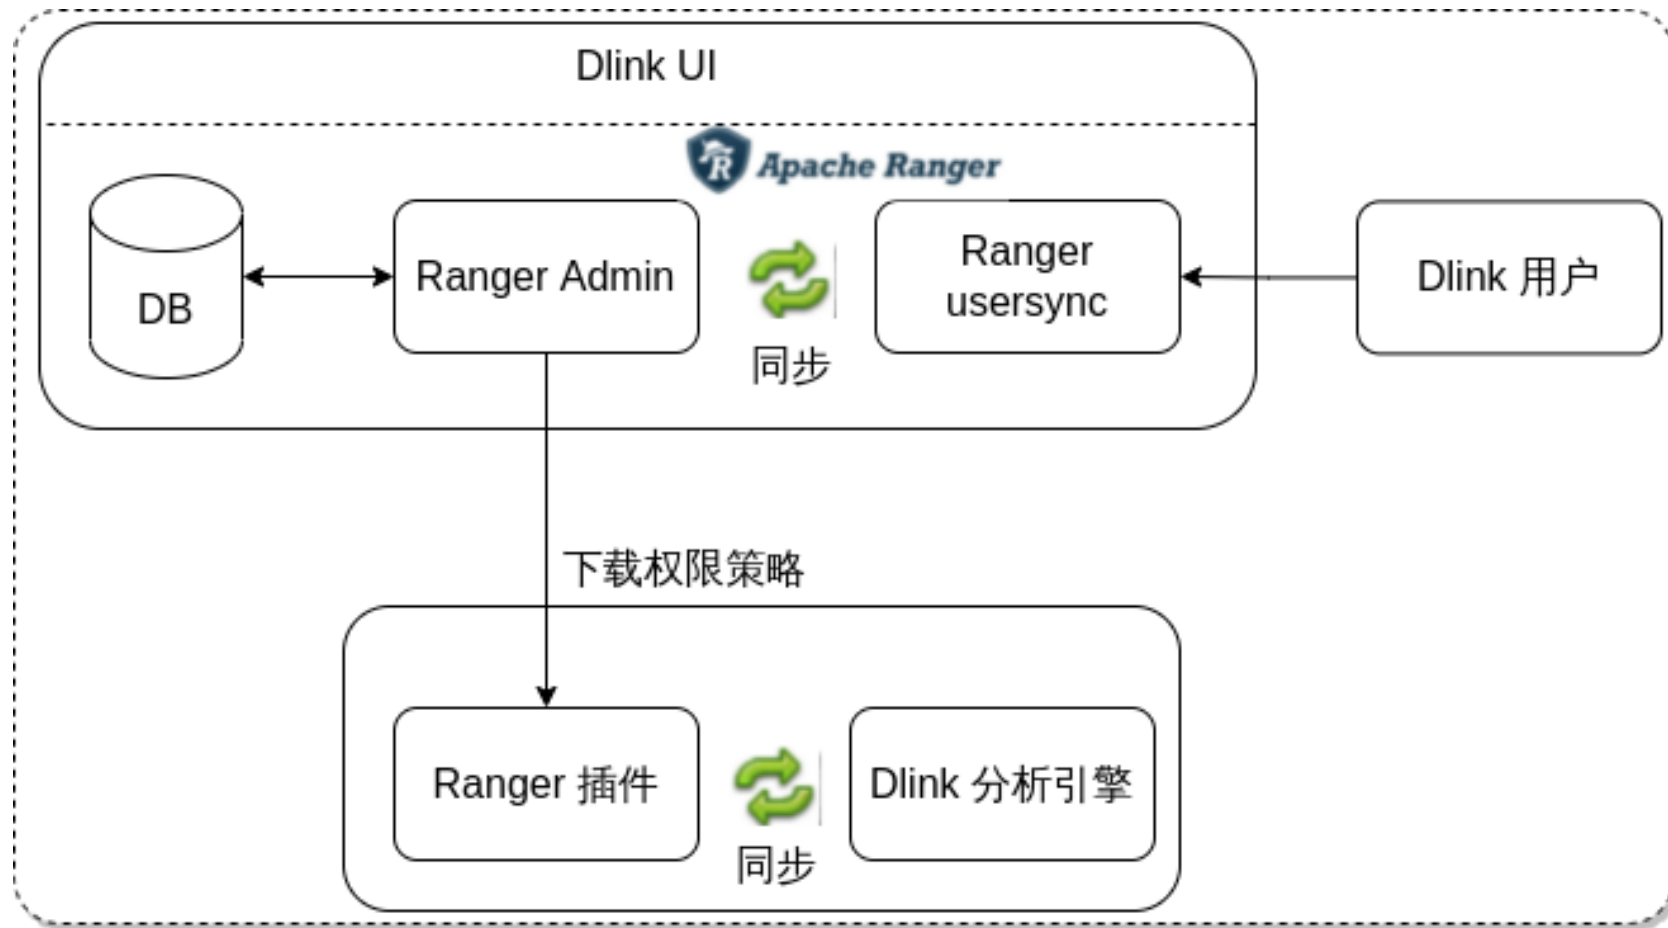 Dlink UI
Apache Ranger
DB
Ranger Admin
同步
Ranger
usersync
Dlink 用户
下载权限策略
Ranger 插件
同步
Dlink 分析引擎